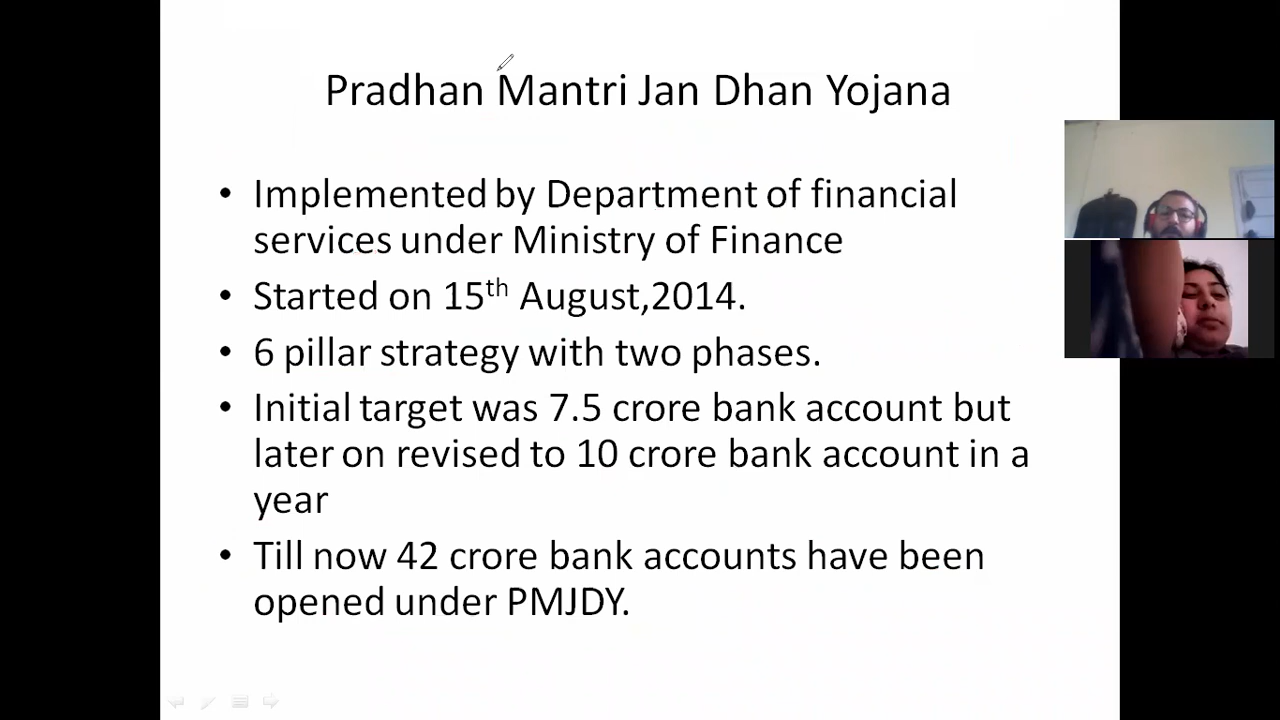 Pradhan Mantri Jan Dhan Yojana
• Implemented by Department of financial
services under Ministry of Finance
• Started on 15th August,2014.
• 6 pillar strategy with two phases.
• Initial target was 7.5 crore bank account but
later on revised to 10 crore bank account in a
year
• Till now 42 crore bank accounts have been
opened under PMJDY.